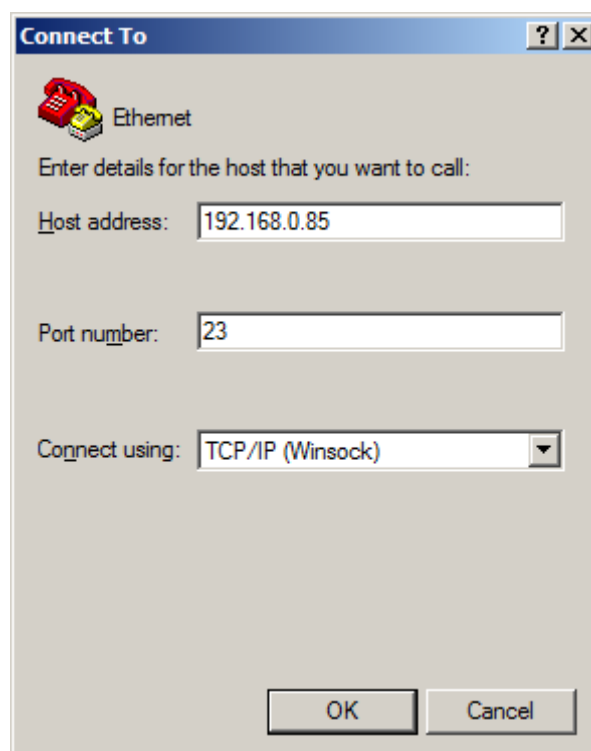 Connect To
Ethernet
Enter details for the host that you want to call:
Host address: 192.168.0.85
Port number: 23
Connect using: TCP/IP (Winsock)
OK Cancel